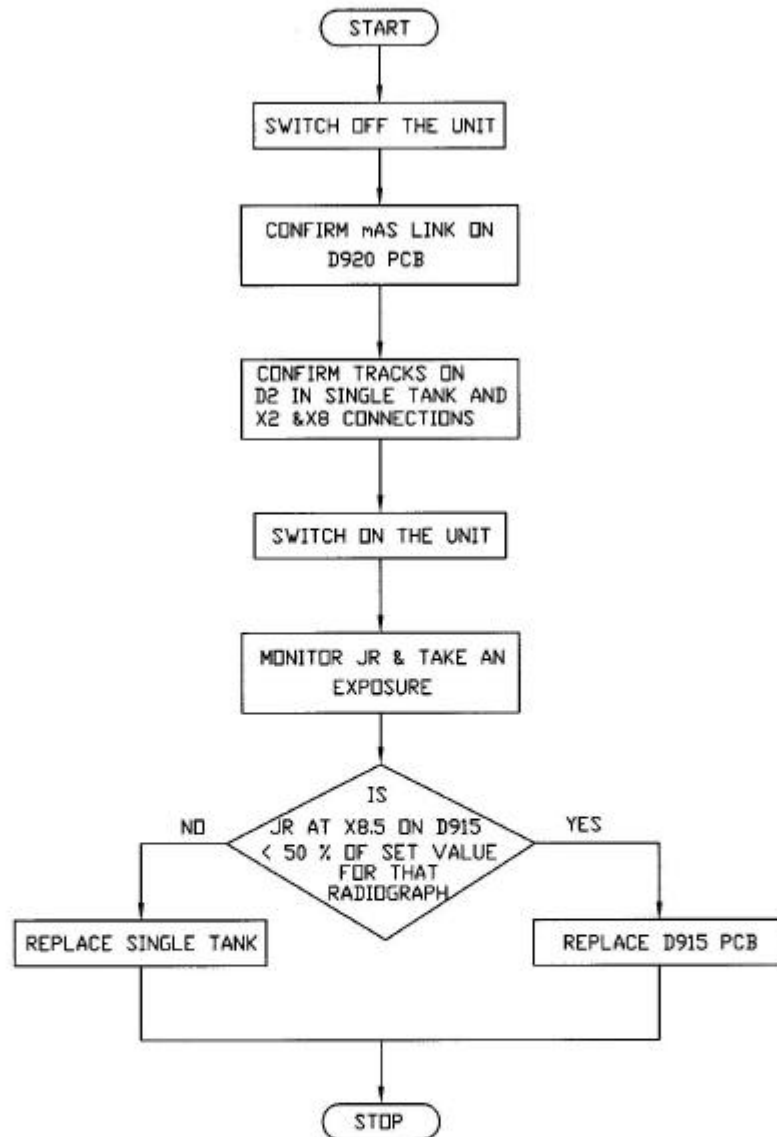 START
SWITCH OFF THE UNIT
CONFIRM mAS LINK ON
D920 PCB
CONFIRM TRACKS ON
D2 IN SINGLE TANK AND
X2 &X8 CONNECTIONS
SWITCH ON THE UNIT
MONITOR JR & TAKE AN
EXPOSURE
IS
JR AT X8.5 ON D915
< 50 % OF SET VALUE
FOR THAT
RADIOGRAPH
NO
YES
REPLACE SINGLE TANK
REPLACE D915 PCB
STOP